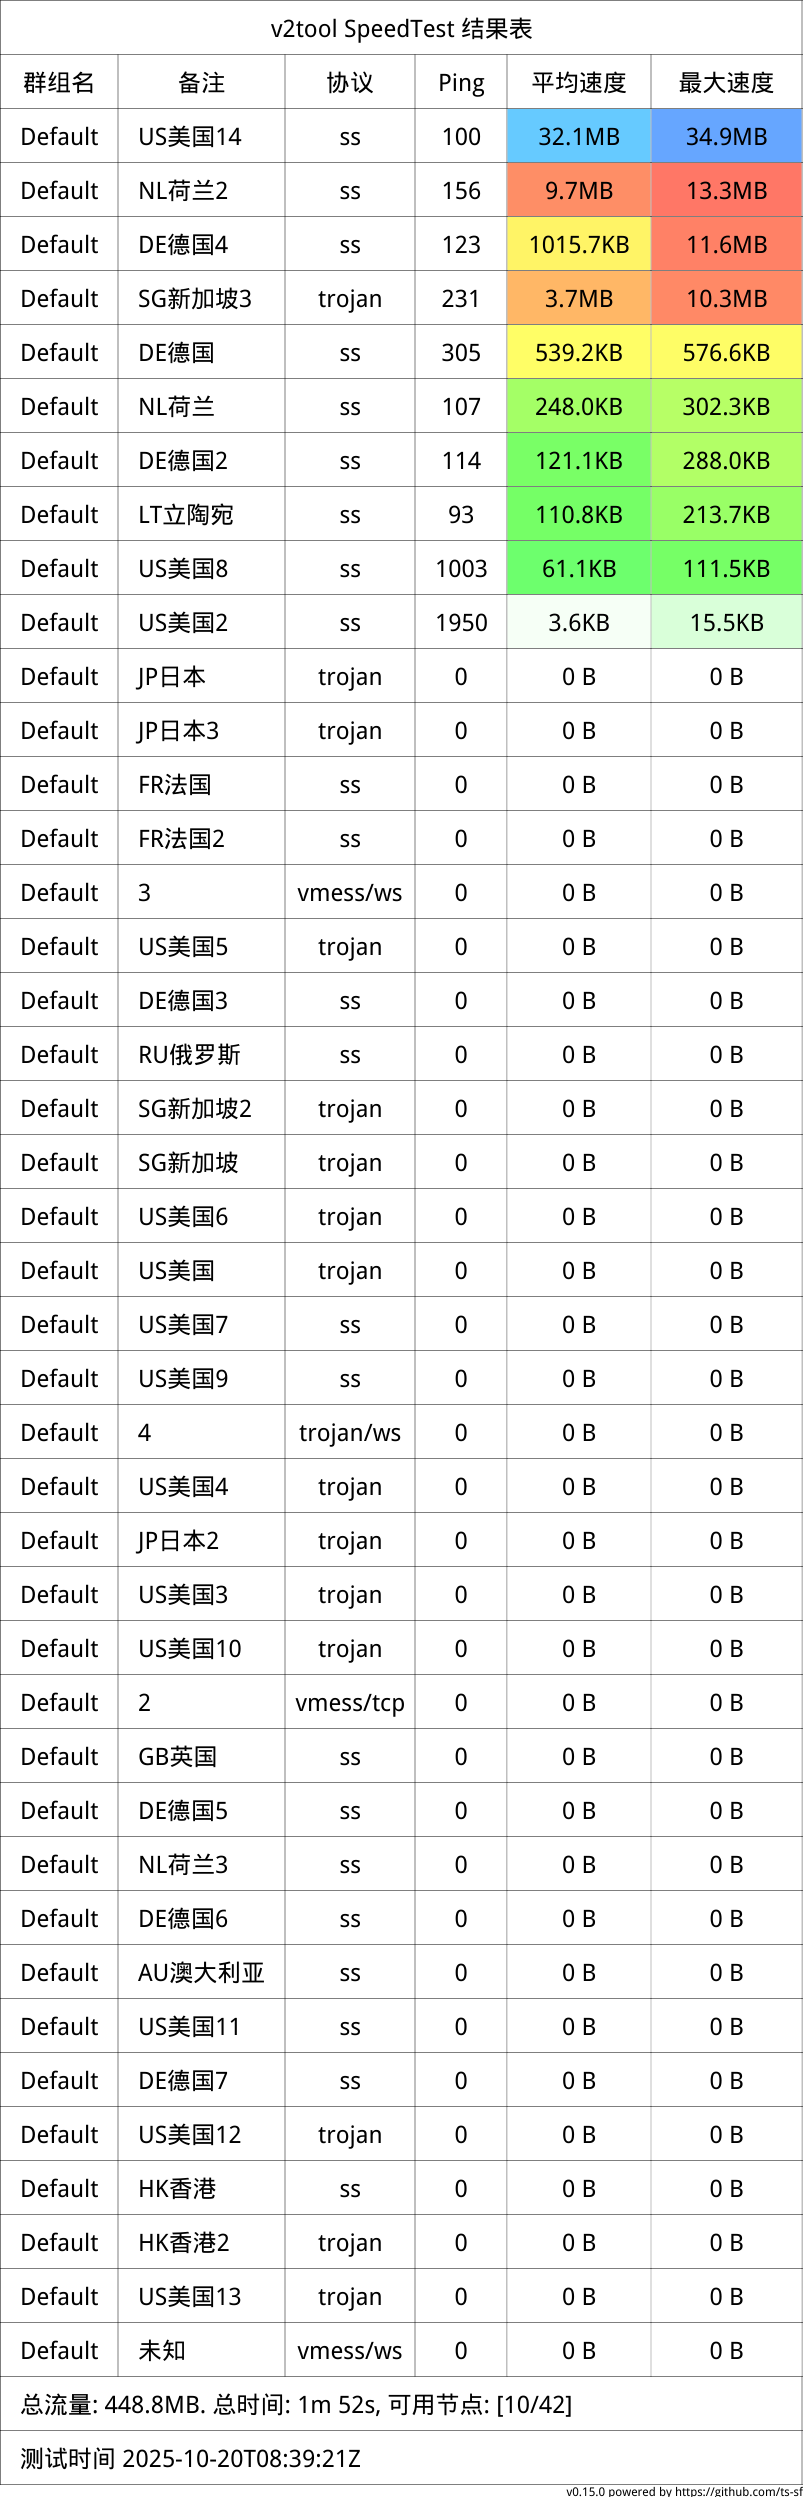 v2tool SpeedTest 结果表
群组名 备注 协议 Ping 平均速度 最大速度
Default US美国14 ss 100 32.1MB 34.9MB
Default NL荷兰2 ss 156 9.7MB 13.3MB
Default DE德国4 ss 123 1015.7KB 11.6MB
Default SG新加坡3 trojan 231 3.7MB 10.3MB
Default DE德国 ss 305 539.2KB 576.6KB
Default NL荷兰 ss 107 248.0KB 302.3KB
Default DE德国2 ss 114 121.1KB 288.0KB
Default LT立陶宛 ss 93 110.8KB 213.7KB
Default US美国8 ss 1003 61.1KB 111.5KB
Default US美国2 ss 1950 3.6KB 15.5KB
Default JP日本 trojan 0 0 B 0 B
Default JP日本3 trojan 0 0 B 0 B
Default FR法国 ss 0 0 B 0 B
Default FR法国2 ss 0 0 B 0 B
Default 3 vmess/ws 0 0 B 0 B
Default US美国5 trojan 0 0 B 0 B
Default DE德国3 ss 0 0 B 0 B
Default RU俄罗斯 ss 0 0 B 0 B
Default SG新加坡2 trojan 0 0 B 0 B
Default SG新加坡 trojan 0 0 B 0 B
Default US美国6 trojan 0 0 B 0 B
Default US美国 trojan 0 0 B 0 B
Default US美国7 ss 0 0 B 0 B
Default US美国9 ss 0 0 B 0 B
Default 4 trojan/ws 0 0 B 0 B
Default US美国4 trojan 0 0 B 0 B
Default JP日本2 trojan 0 0 B 0 B
Default US美国3 trojan 0 0 B 0 B
Default US美国10 trojan 0 0 B 0 B
Default 2 vmess/tcp 0 0 B 0 B
Default GB英国 ss 0 0 B 0 B
Default DE德国5 ss 0 0 B 0 B
Default NL荷兰3 ss 0 0 B 0 B
Default DE德国6 ss 0 0 B 0 B
Default AU澳大利亚 ss 0 0 B 0 B
Default US美国11 ss 0 0 B 0 B
Default DE德国7 ss 0 0 B 0 B
Default US美国12 trojan 0 0 B 0 B
Default HK香港 ss 0 0 B 0 B
Default HK香港2 trojan 0 0 B 0 B
Default US美国13 trojan 0 0 B 0 B
Default 未知 vmess/ws 0 0 B 0 B
总流量: 448.8MB. 总时间: 1m 52s, 可用节点: [10/42]
测试时间 2025-10-20T08:39:21Z
v0.15.0 powered by https://github.com/ts-sf